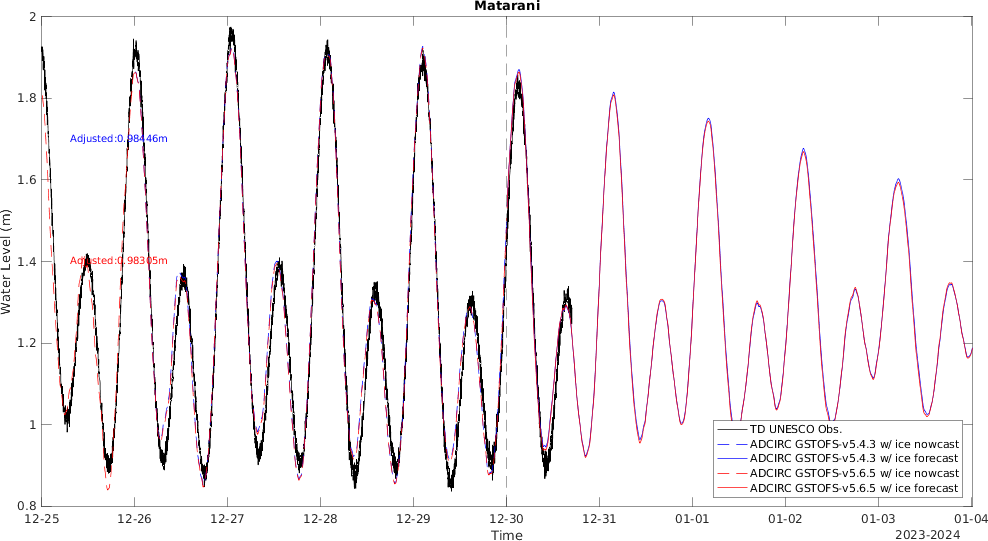 Matarani
2
1.8
1.6
1.4
1.2
1
0.8
Water Level (m)
Adjusted:0.98446m
Adjusted:0.98305m
TD UNESCO Obs.
ADCIRC GSTOFS-v5.4.3 w/ ice nowcast
ADCIRC GSTOFS-v5.4.3 w/ ice forecast
ADCIRC GSTOFS-v5.6.5 w/ ice nowcast
ADCIRC GSTOFS-v5.6.5 w/ ice forecast
12-25 12-26 12-27 12-28 12-29 12-30 12-31 01-01 01-02 01-03 01-04
Time
2023-2024